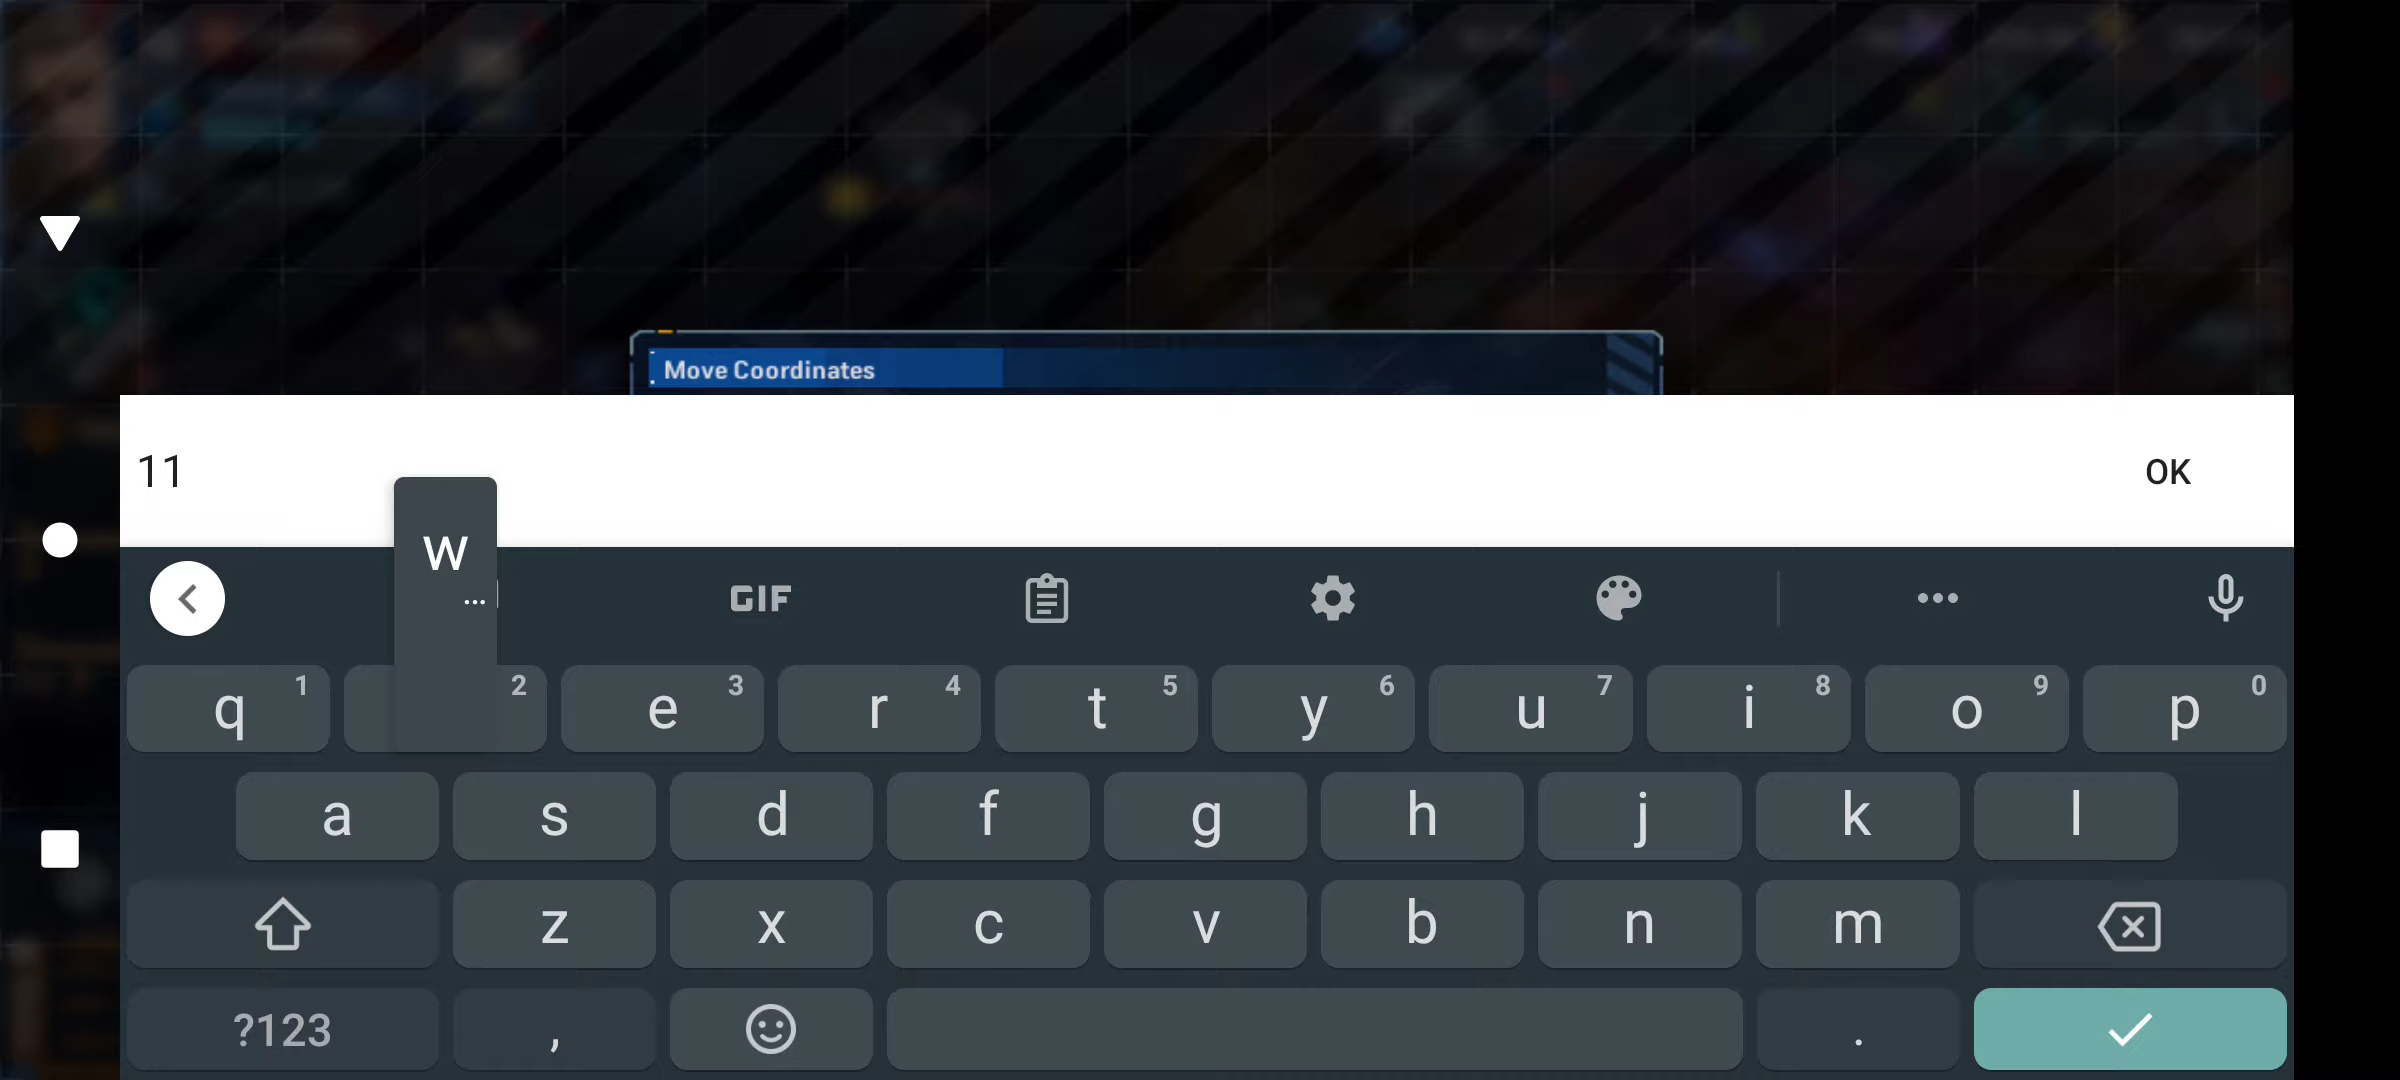 Move Coordinates
11
OK
w
...
GIF
q 1 2 e 3 r 4 t 5 y 6 u 7 i 8 o 9 p 0
a s d f g h j k l
z x c v b n m
?123 , .